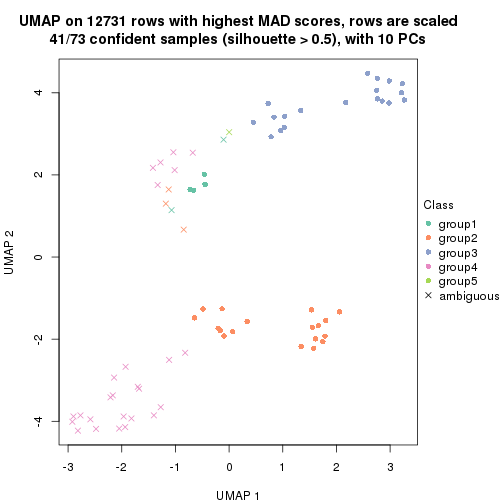 UMAP on 12731 rows with highest MAD scores, rows are scaled
41/73 confident samples (silhouette > 0.5), with 10 PCs
4
2
0
-2
-4
UMAP 2
-3
-2
-1
0
1
2
3
UMAP 1
Class
group1
group2
group3
group4
group5
ambiguous